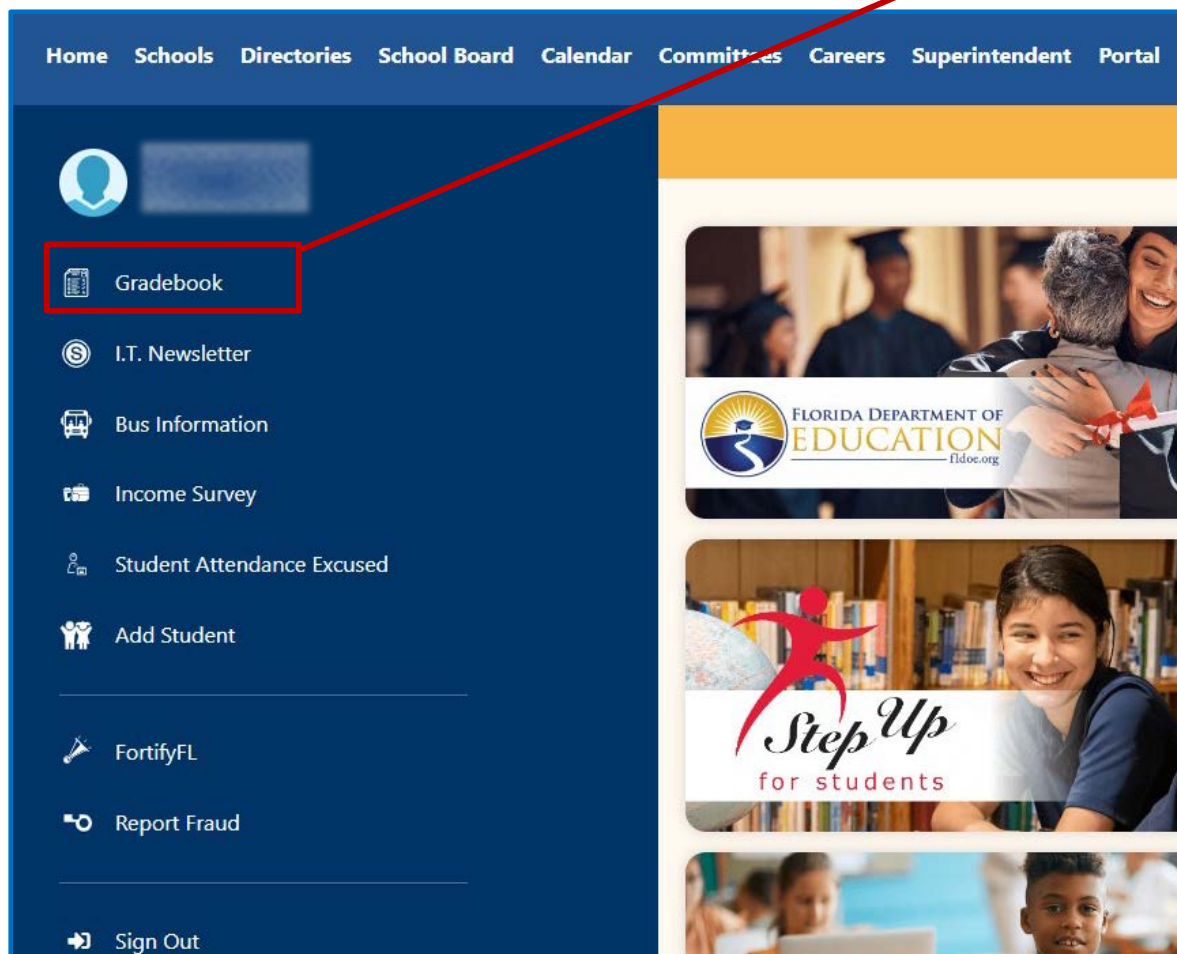 Home Schools Directories School Board Calendar Committees Careers Superintendent Portal
Gradebook
I.T. Newsletter
Bus Information
Income Survey
Student Attendance Excused
Add Student
FortifyFL
Report Fraud
Sign Out
FLORIDA DEPARTMENT OF
EDUCATION
fldoe.org
Step Up
for students